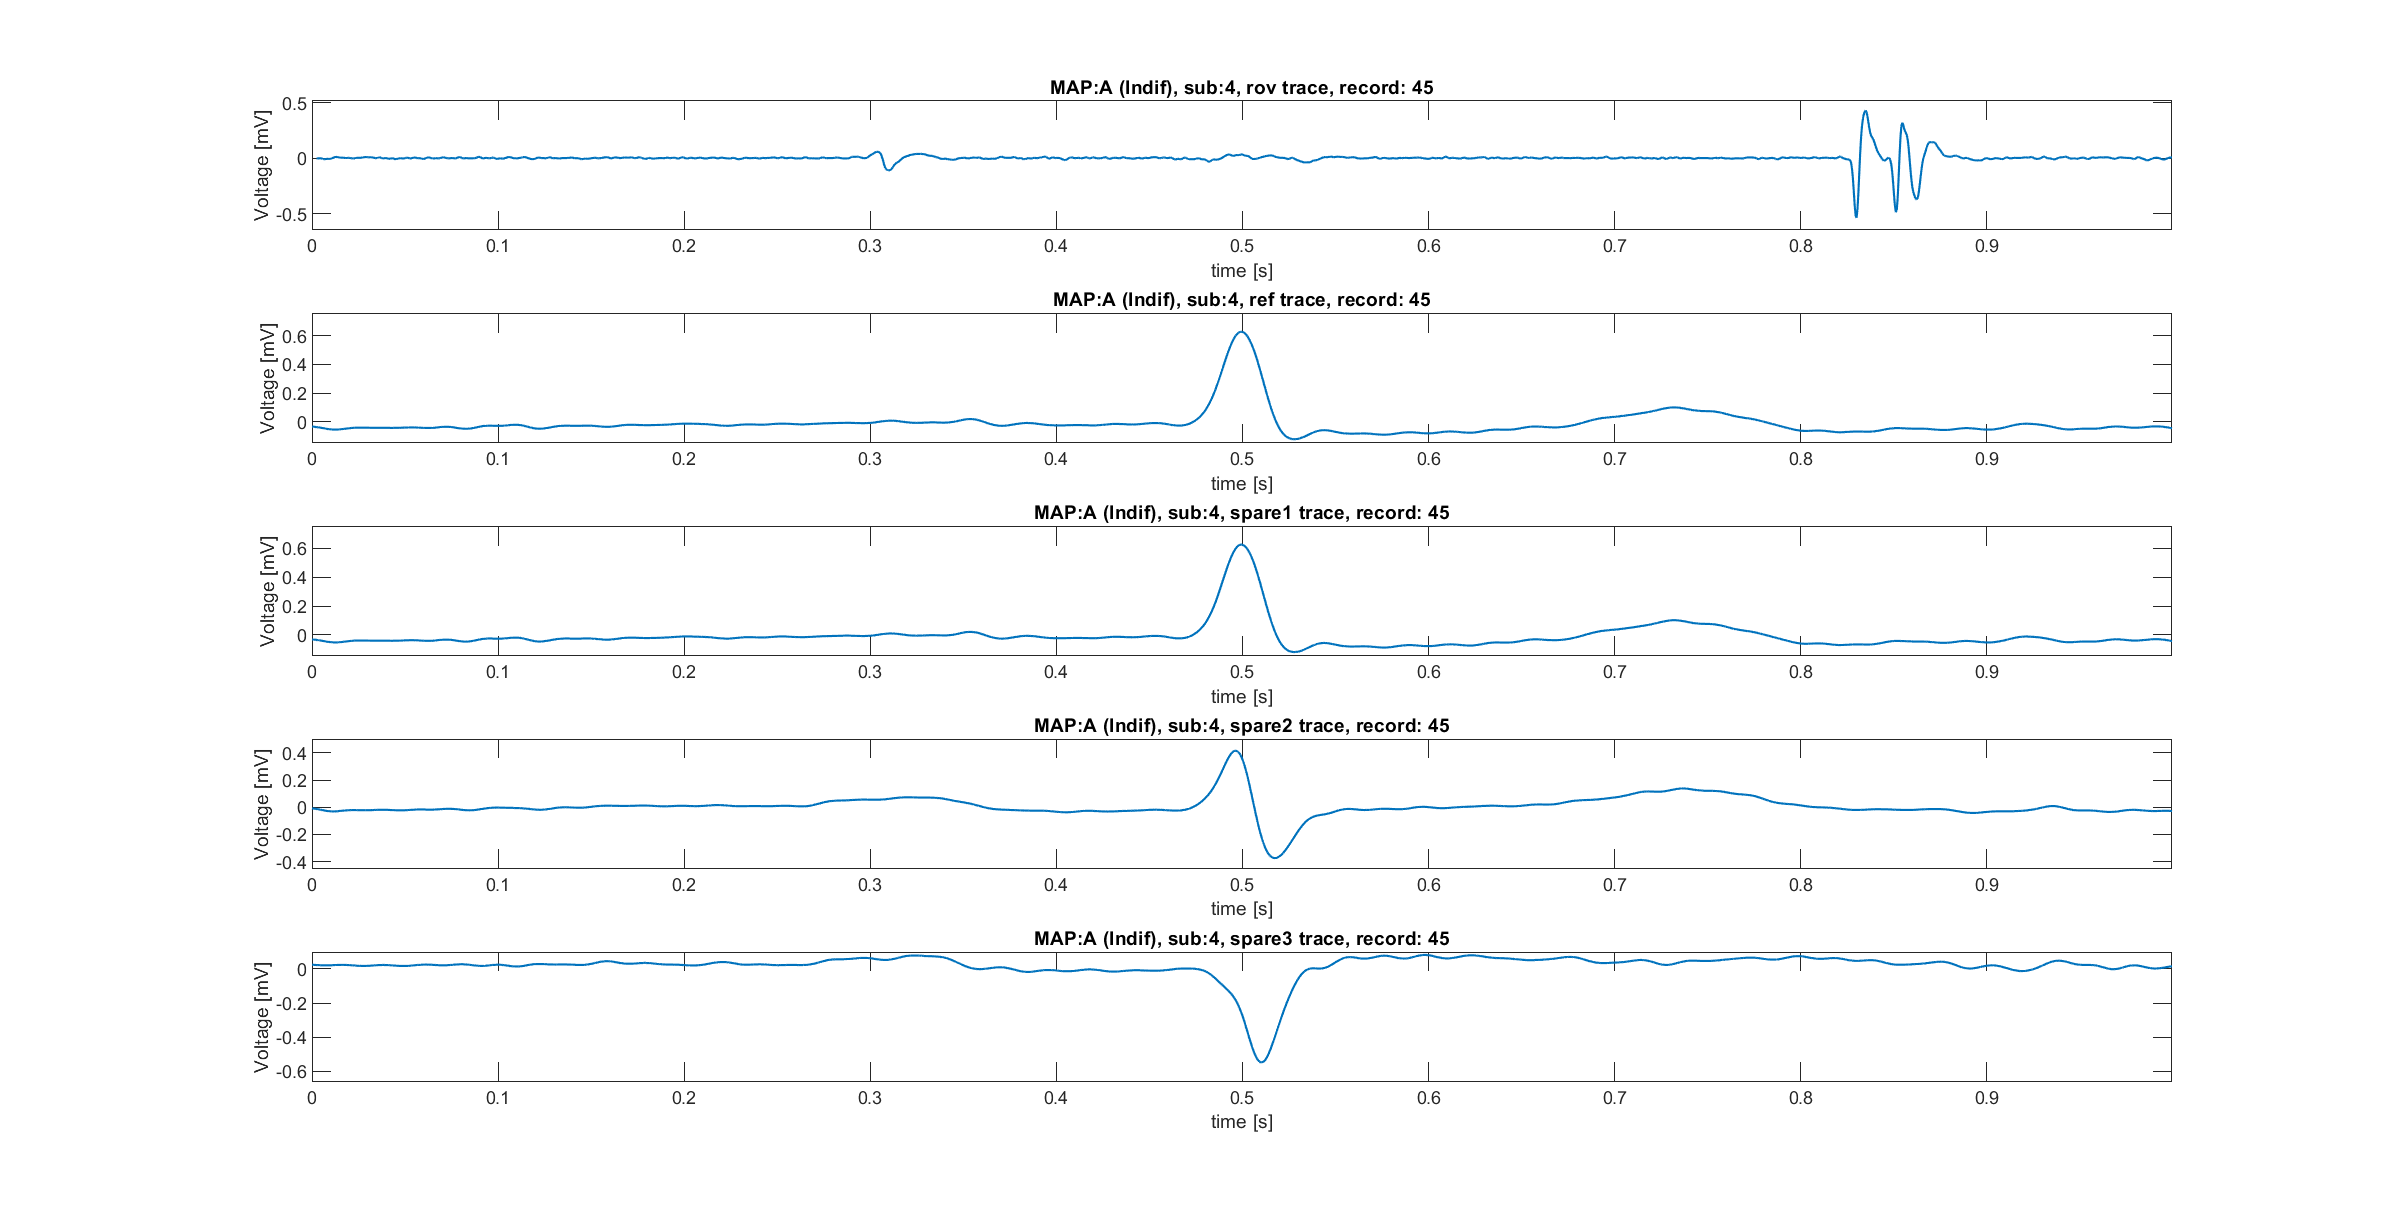 MAP:A (Indif), sub:4, rov trace, record: 45
Voltage [mV]
0.5
0
-0.5
0 0.1 0.2 0.3 0.4 0.5 0.6 0.7 0.8 0.9
time [s]
MAP:A (Indif), sub:4, ref trace, record: 45
Voltage [mV]
0.6
0.4
0.2
0
0 0.1 0.2 0.3 0.4 0.5 0.6 0.7 0.8 0.9
time [s]
MAP:A (Indif), sub:4, spare1 trace, record: 45
Voltage [mV]
0.6
0.4
0.2
0
0 0.1 0.2 0.3 0.4 0.5 0.6 0.7 0.8 0.9
time [s]
MAP:A (Indif), sub:4, spare2 trace, record: 45
Voltage [mV]
0.4
0.2
0
-0.2
-0.4
0 0.1 0.2 0.3 0.4 0.5 0.6 0.7 0.8 0.9
time [s]
MAP:A (Indif), sub:4, spare3 trace, record: 45
Voltage [mV]
0
-0.2
-0.4
-0.6
0 0.1 0.2 0.3 0.4 0.5 0.6 0.7 0.8 0.9
time [s]